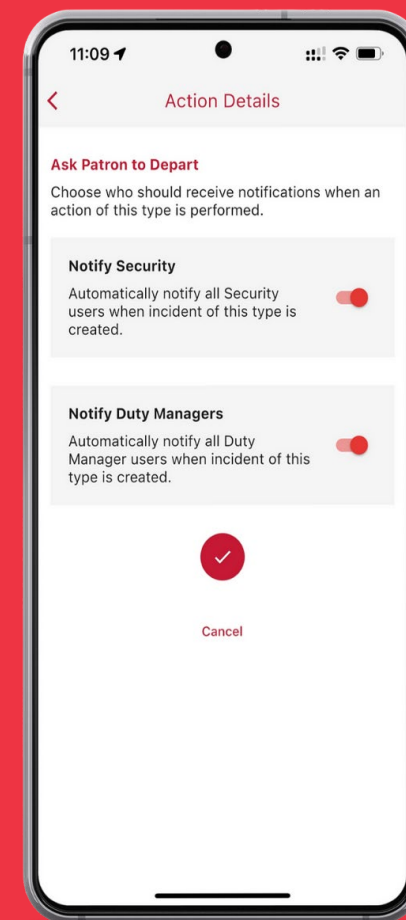 11:09
Action Details
Ask Patron to Depart
Choose who should receive notifications when an
action of this type is performed.
Notify Security
Automatically notify all Security
users when incident of this type is
created.
Notify Duty Managers
Automatically notify all Duty
Manager users when incident of this
type is created.
Cancel